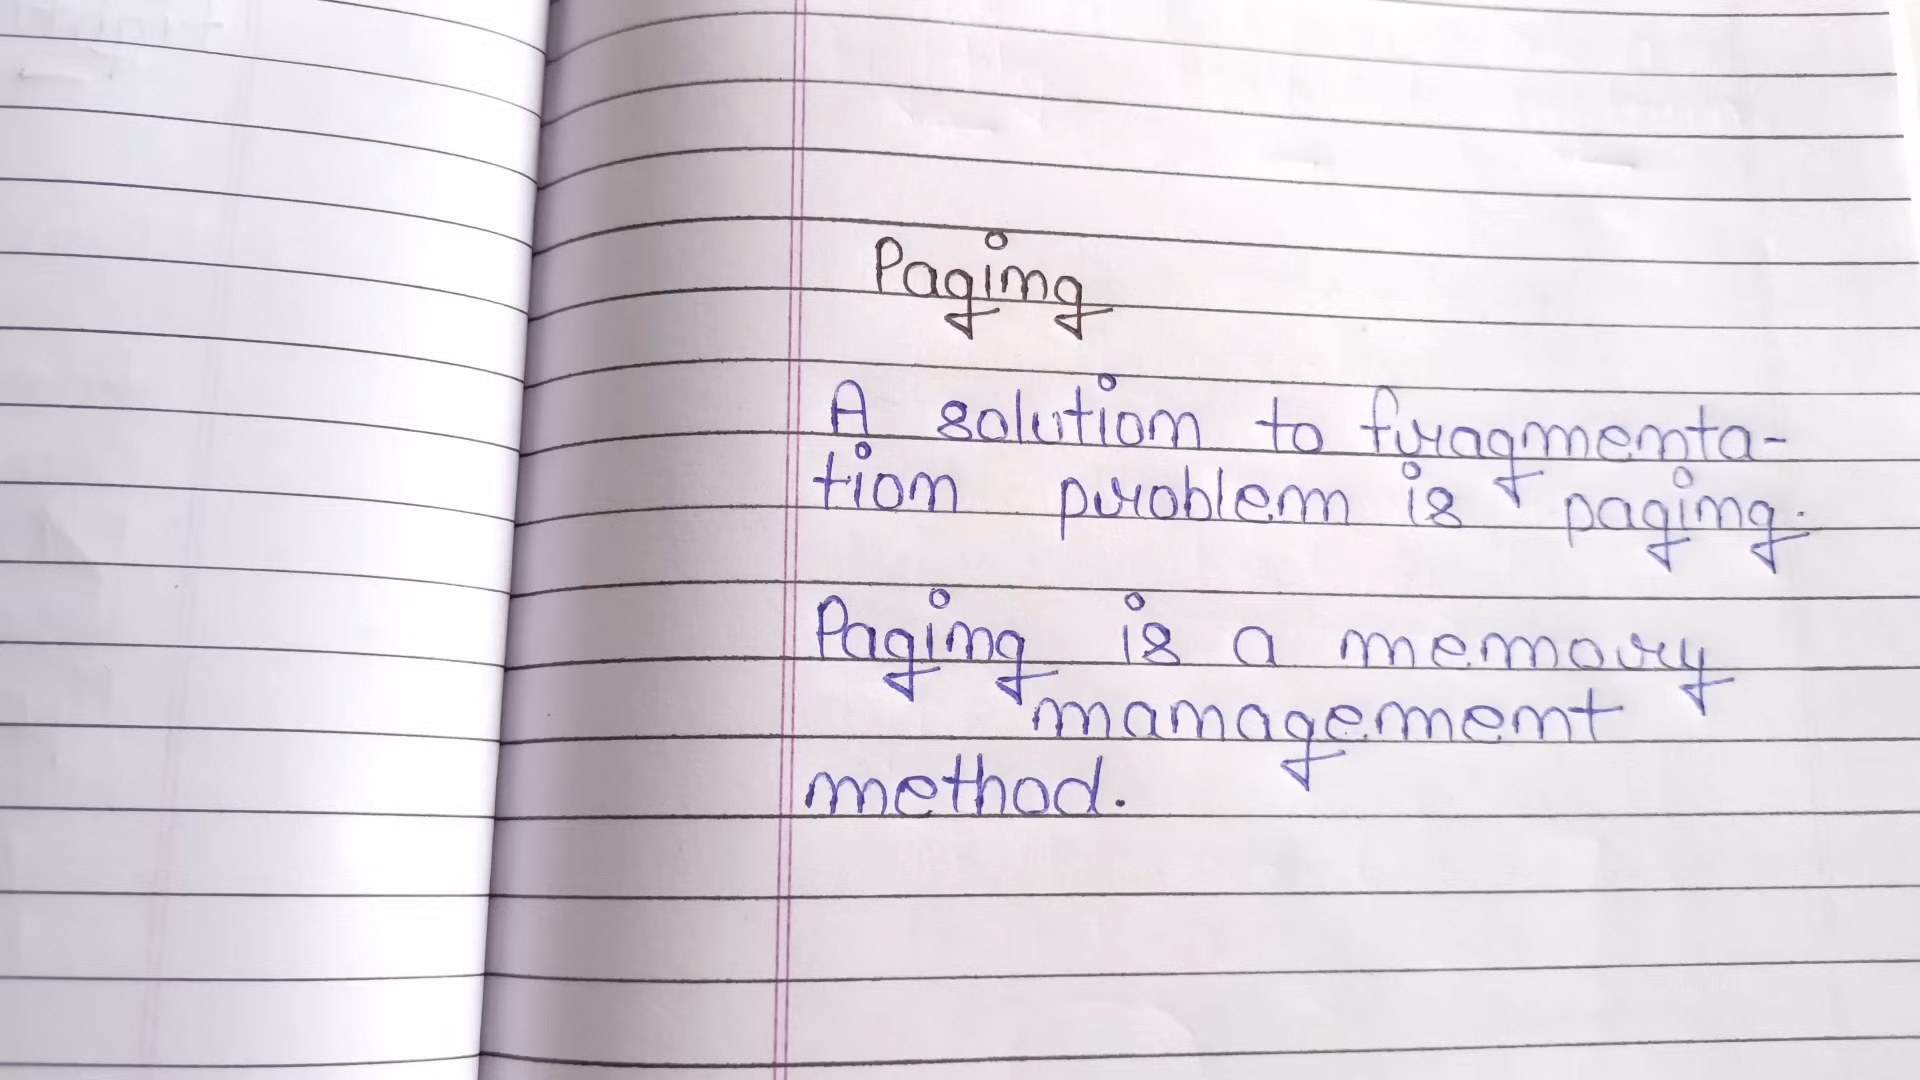 Paging
A solution to fragmenta-
tion problem is paging.
Paging is a memory
management
method.